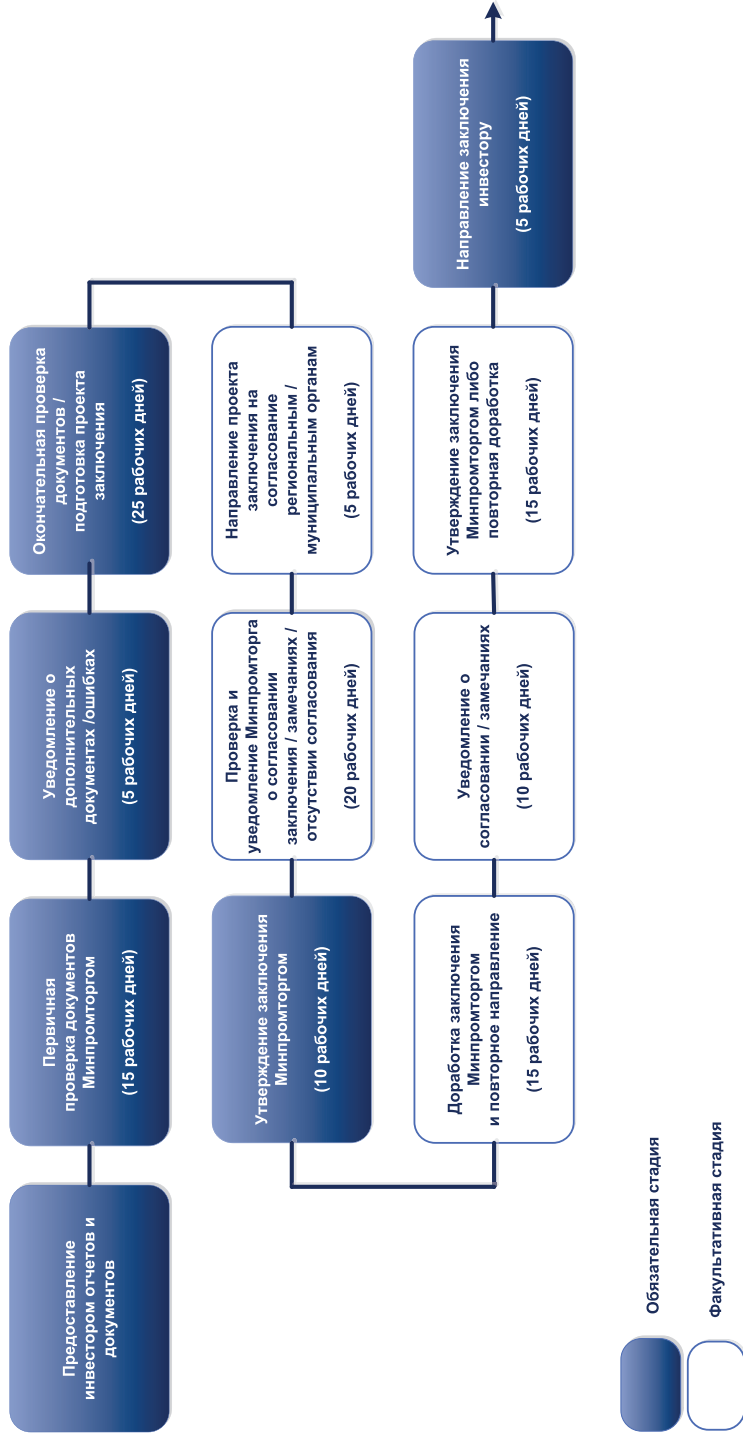 Предоставление
инвестором отчетов и
документов
Первичная
проверка документов
Минпромторгом
(15 рабочих дней)
Уведомление о
дополнительных
документах /ошибках
(5 рабочих дней)
Окончательная проверка
документов /
подготовка проекта
заключения
(25 рабочих дней)
Направление проекта
заключения на
согласование
региональным /
муниципальным органам
(5 рабочих дней)
Проверка и
уведомление Минпромторга
о согласовании
заключения / замечаниях /
отсутствии согласования
(20 рабочих дней)
Утверждение заключения
Минпромторгом
(10 рабочих дней)
Доработка заключения
Минпромторгом
и повторное направление
(15 рабочих дней)
Уведомление о
согласовании / замечаниях
(10 рабочих дней)
Утверждение заключения
Минпромторгом либо
повторная доработка
(15 рабочих дней)
Направление заключения
инвестору
(5 рабочих дней)
Обязательная стадия
Факультативная стадия